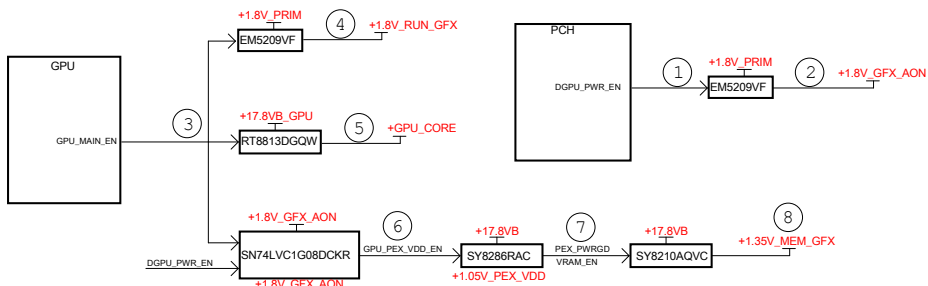 +1.8V_PRIM
4
+1.8V_RUN_GFX
EM5209VF
GPU
GPU_MAIN_EN
3
+17.8VB_GPU
RT8813DGQW
5
+GPU_CORE
PCH
DGPU_PWR_EN
1
+1.8V_PRIM
EM5209VF
2
+1.8V_GFX_AON
+1.8V_GFX_AON
SN74LVC1G08DCKR
DGPU_PWR_EN
+1.8V_GFX_AON
6
GPU_PEX_VDD_EN
+17.8VB
SY8286RAC
+1.05V_PEX_VDD
7
PEX_PWRGD
VRAM_EN
+17.8VB
SY8210AQVC
8
+1.35V_MEM_GFX